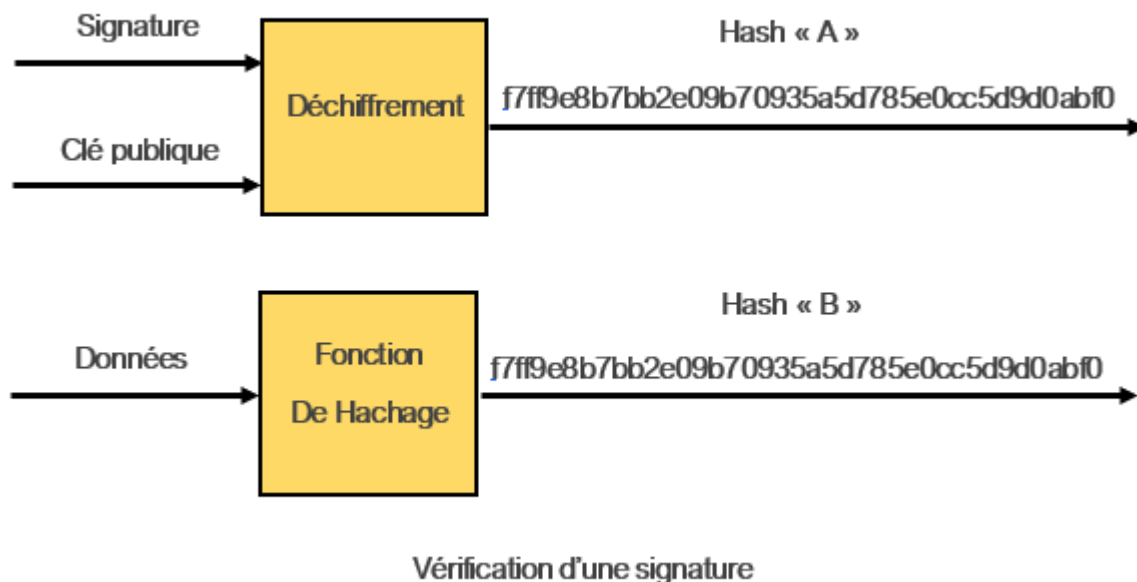 Signature
Hash « A »
Déchiffrement
f7ff9e8b7bb2e09b70935a5d785e0cc5d9d0abf0
Clé publique
Hash « B »
Données
Fonction
De Hachage
f7ff9e8b7bb2e09b70935a5d785e0cc5d9d0abf0
Vérification d'une signature